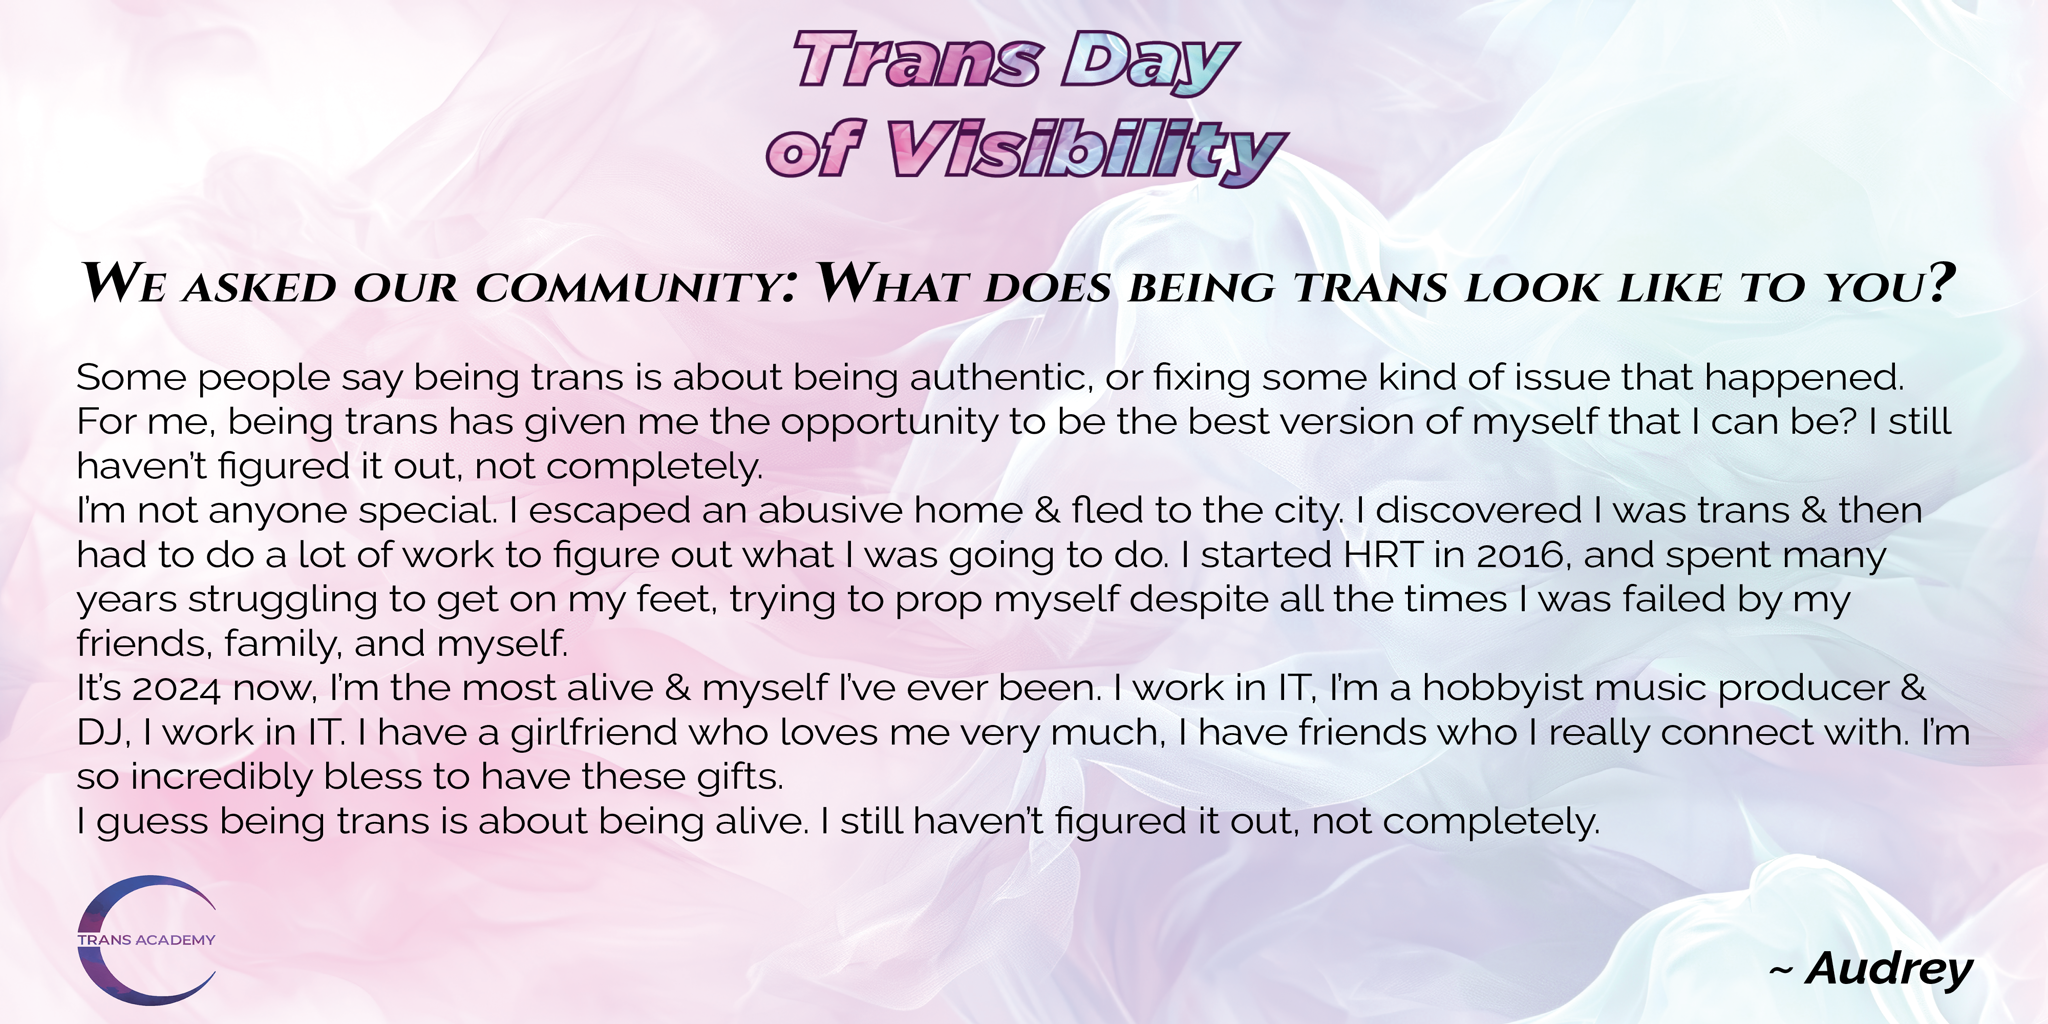 Trans Day
of Visibility
We asked our community: What does being trans look like to you?
Some people say being trans is about being authentic, or fixing some kind of issue that happened.
For me, being trans has given me the opportunity to be the best version of myself that I can be? I still
haven't figured it out, not completely.
I'm not anyone special. I escaped an abusive home & fled to the city. I discovered I was trans & then
had to do a lot of work to figure out what I was going to do. I started HRT in 2016, and spent many
years struggling to get on my feet, trying to prop myself despite all the times I was failed by my
friends, family, and myself.
It's 2024 now, I'm the most alive & myself I've ever been. I work in IT, I'm a hobbyist music producer &
DJ, I work in IT. I have a girlfriend who loves me very much, I have friends who I really connect with. I'm
so incredibly bless to have these gifts.
I guess being trans is about being alive. I still haven't figured it out, not completely.
TRANS ACADEMY
~ Audrey